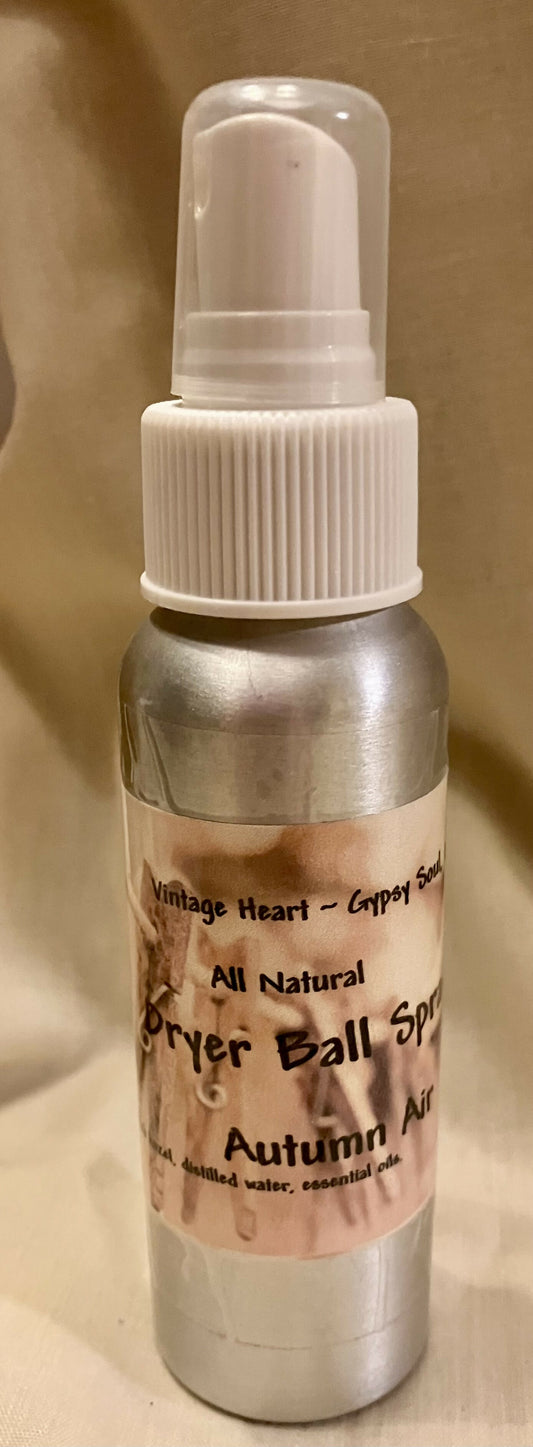 Vintage Heart ~ Gypsy Soul,
All Natural
Dryer Ball Spra
Autumn Air
distilled water, essential oils.